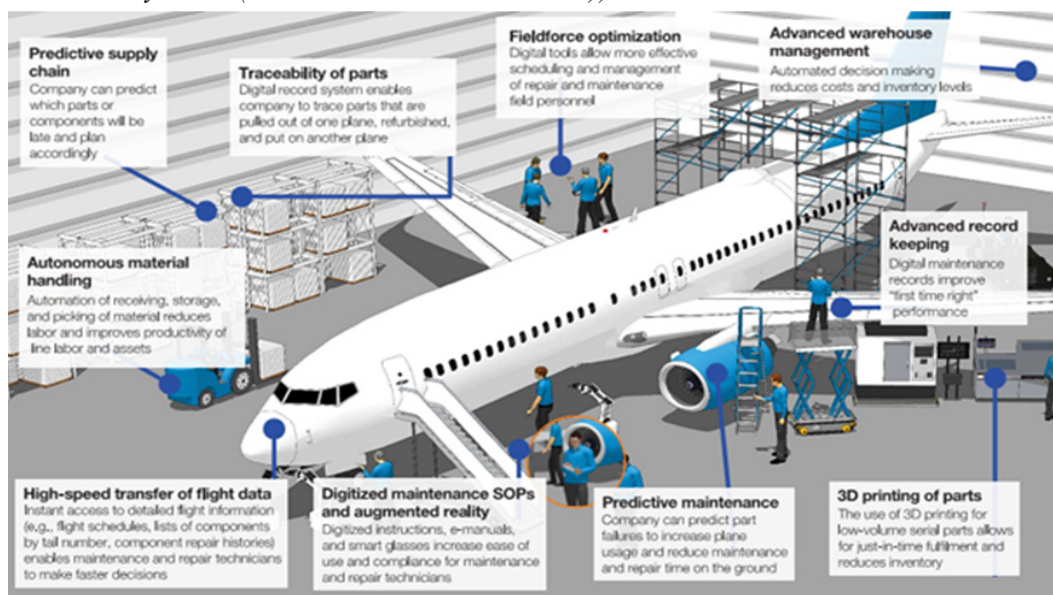 Predictive supply
chain
Company can predict
which parts or
components will be
late and plan
accordingly
Traceability of parts
Digital record system enables
company to trace parts that are
pulled out of one plane, refurbished,
and put on another plane
Fieldforce optimization
Digital tools allow more effective
scheduling and management
of repair and maintenance
field personnel
Advanced warehouse
management
Automated decision making
reduces costs and inventory levels
Autonomous material
handling
Automation of receiving, storage,
and picking of material reduces
labor and improves productivity of
line labor and assets
Advanced record
keeping
Digital maintenance
records improve
"first time right"
performance
High-speed transfer of flight data
Instant access to detailed flight information
(e.g., flight schedules, lists of components
by tail number, component repair histories)
enables maintenance and repair technicians
to make faster decisions
Digitized maintenance SOPs
and augmented reality
Digitized instructions, e-manuals,
and smart glasses increase ease of
use and compliance for maintenance
and repair technicians
Predictive maintenance
Company can predict part
failures to increase plane
usage and reduce maintenance
and repair time on the ground
3D printing of parts
The use of 3D printing for
low-volume serial parts allows
for just-in-time fulfilment and
reduces inventory